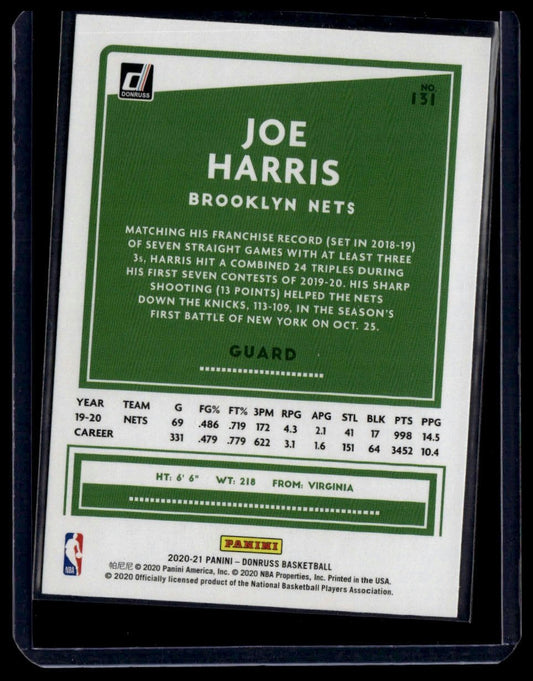 DONRUSS
NO.
131
JOE
HARRIS
BROOKLYN NETS
MATCHING HIS FRANCHISE RECORD (SET IN 2018-19)
OF SEVEN STRAIGHT GAMES WITH AT LEAST THREE
3s, HARRIS HIT A COMBINED 24 TRIPLES DURING
HIS FIRST SEVEN CONTESTS OF 2019-20. HIS SHARP
SHOOTING (13 POINTS) HELPED THE NETS
DOWN THE KNICKS, 113-109, IN THE SEASON'S
FIRST BATTLE OF NEW YORK ON OCT. 25.
GUARD
YEAR TEAM G FG% FT% 3PM RPG APG STL BLK PTS PPG
19-20 NETS 69 .486 .719 172 4.3 2.1 41 17 998 14.5
CAREER 331 .479 .779 622 3.1 1.6 151 64 3452 10.4
HT: 6' 6" WT: 218 FROM: VIRGINIA
NBA
PANINI
2020-21 PANINI - DONRUSS BASKETBALL
帕尼尼 © 2020 Panini America, Inc. © 2020 NBA Properties, Inc. Printed in the USA.
© 2020 Officially licensed product of the National Basketball Players Association.